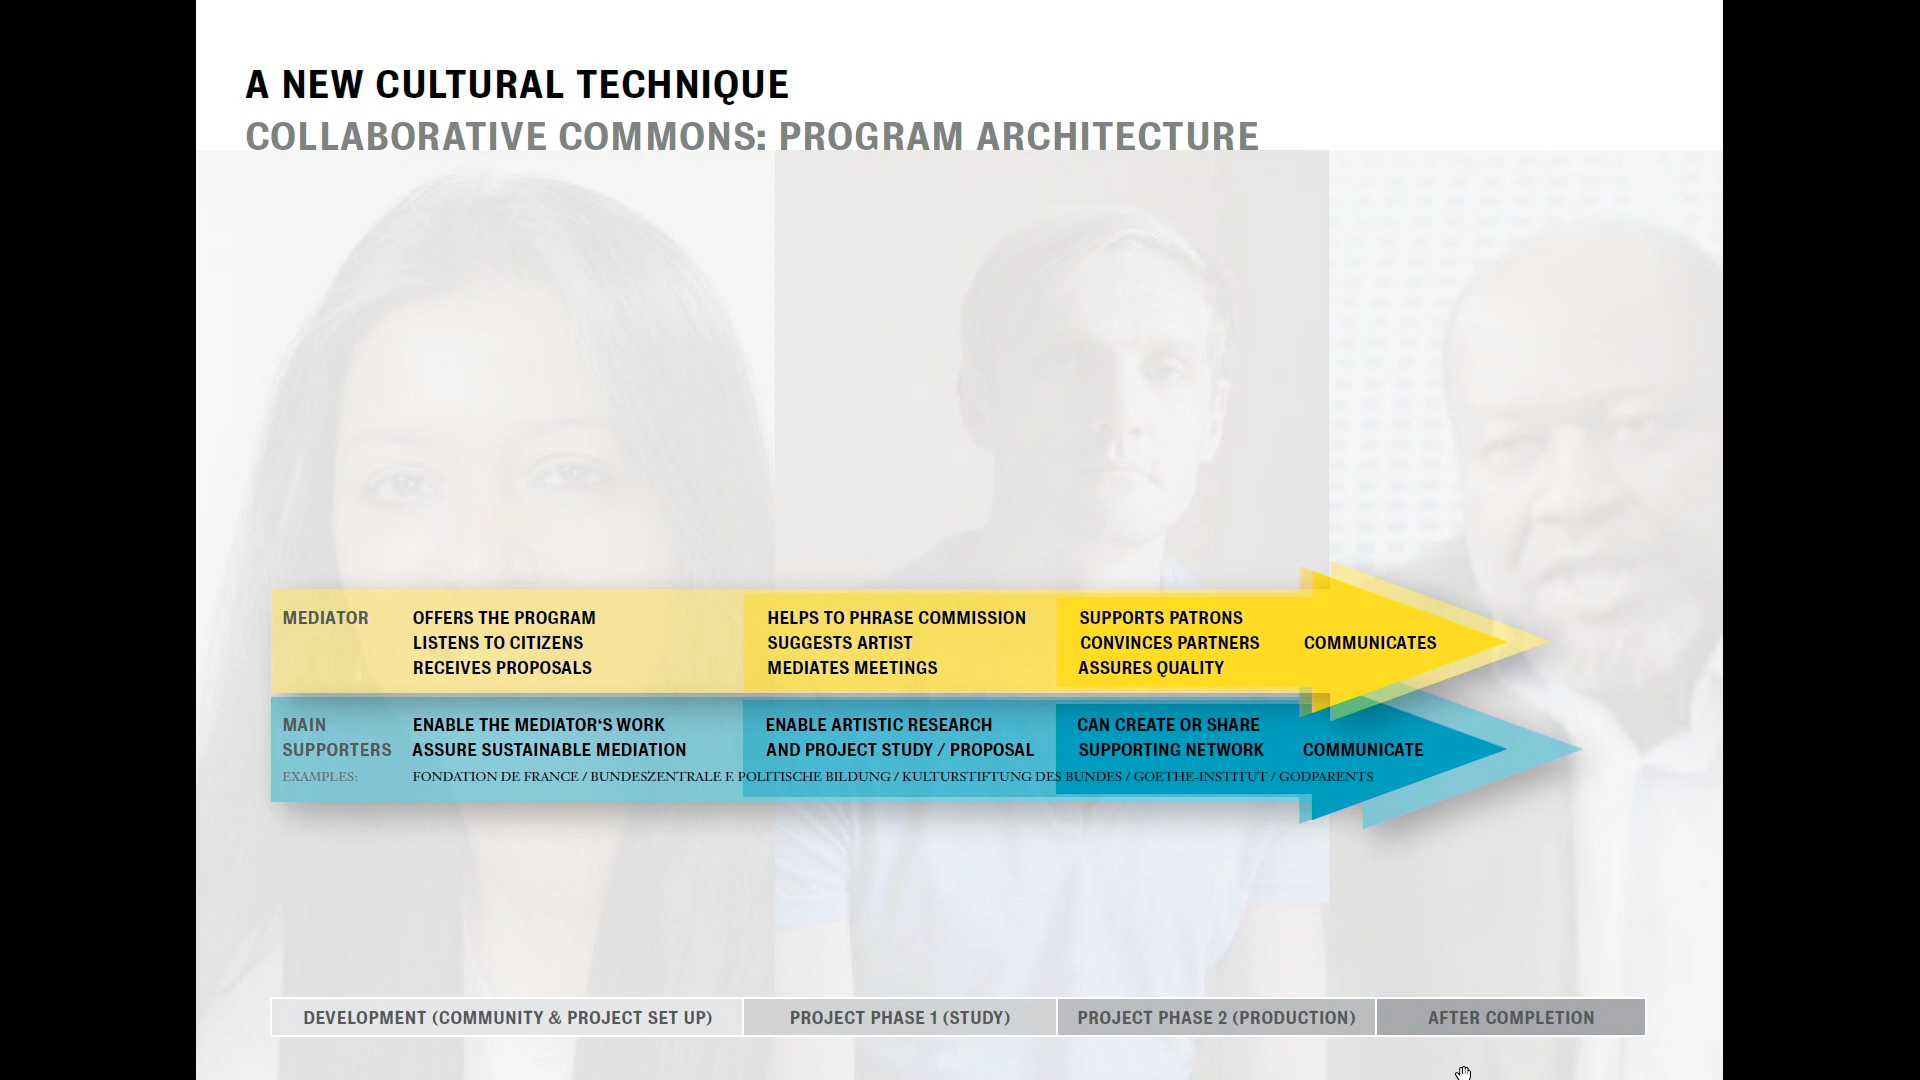 A NEW CULTURAL TECHNIQUE
COLLABORATIVE COMMONS: PROGRAM ARCHITECTURE
MEDIATOR
OFFERS THE PROGRAM
LISTENS TO CITIZENS
RECEIVES PROPOSALS
HELPS TO PHRASE COMMISSION
SUGGESTS ARTIST
MEDIATES MEETINGS
SUPPORTS PATRONS
CONVINCES PARTNERS
ASSURES QUALITY
COMMUNICATES
MAIN
SUPPORTERS
ENABLE THE MEDIATOR‘S WORK
ASSURE SUSTAINABLE MEDIATION
ENABLE ARTISTIC RESEARCH
AND PROJECT STUDY / PROPOSAL
CAN CREATE OR SHARE
SUPPORTING NETWORK
COMMUNICATE
EXAMPLES: FONDATION DE FRANCE / BUNDESZENTRALE F. POLITISCHE BILDUNG / KULTURSTIFTUNG DES BUNDES / GOETHE-INSTITUT / GODPARENTS
DEVELOPMENT (COMMUNITY & PROJECT SET UP)
PROJECT PHASE 1 (STUDY)
PROJECT PHASE 2 (PRODUCTION)
AFTER COMPLETION